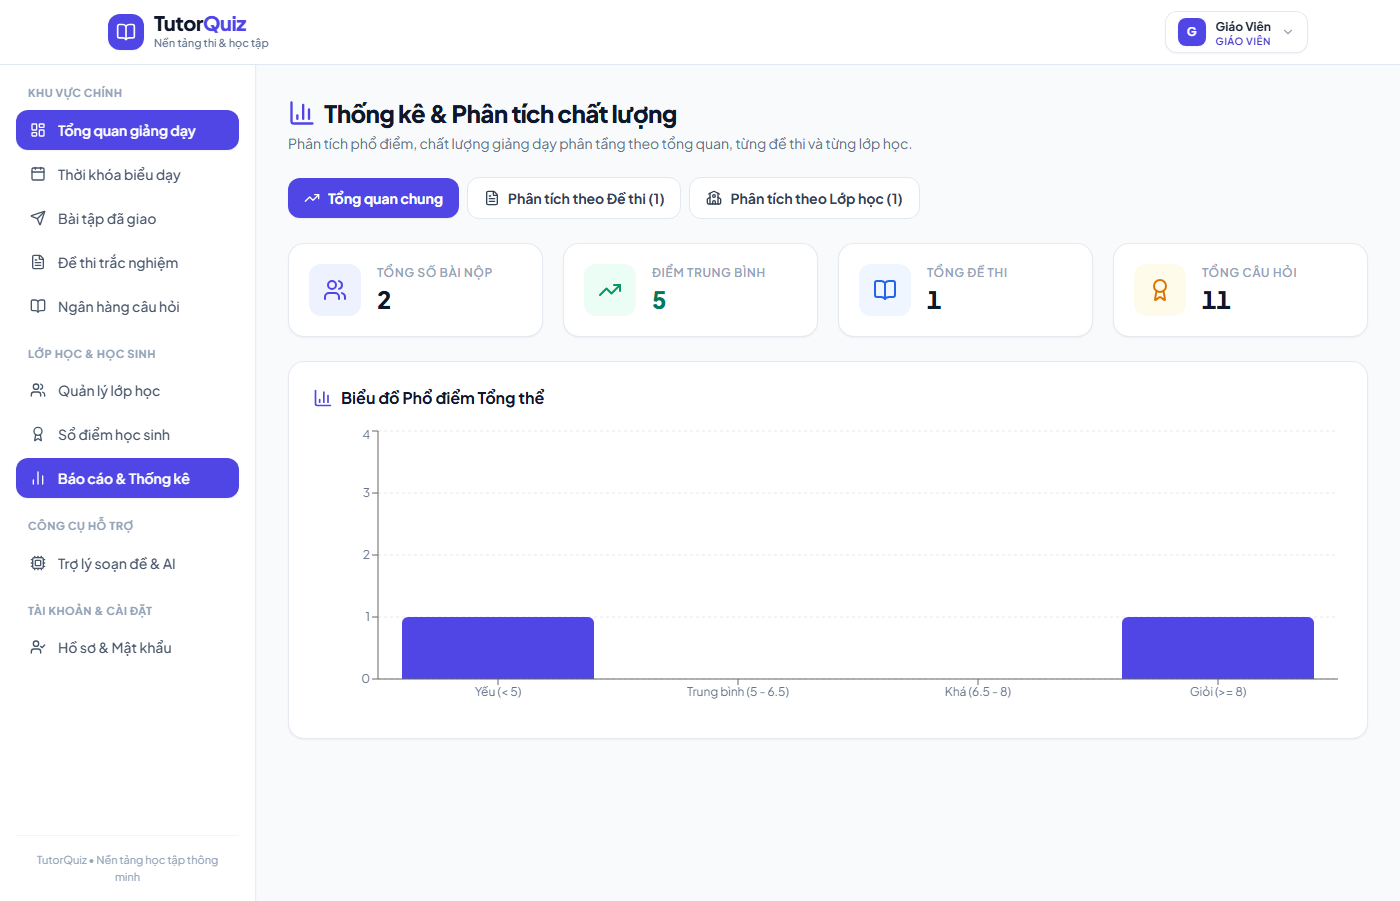 TutorQuiz
Nền tảng thi & học tập
G
Giáo Viên
GIÁO VIÊN
KHU VỰC CHÍNH
Tổng quan giảng dạy
Thời khóa biểu dạy
Bài tập đã giao
Đề thi trắc nghiệm
Ngân hàng câu hỏi
LỚP HỌC & HỌC SINH
Quản lý lớp học
Sổ điểm học sinh
Báo cáo & Thống kê
CÔNG CỤ HỖ TRỢ
Trợ lý soạn đề & AI
TÀI KHOẢN & CÀI ĐẶT
Hồ sơ & Mật khẩu
TutorQuiz • Nền tảng học tập thông
minh
Thống kê & Phân tích chất lượng
Phân tích phổ điểm, chất lượng giảng dạy phân tầng theo tổng quan, từng đề thi và từng lớp học.
Tổng quan chung
Phân tích theo Đề thi (1)
Phân tích theo Lớp học (1)
TỔNG SỐ BÀI NỘP
2
ĐIỂM TRUNG BÌNH
5
TỔNG ĐỀ THI
1
TỔNG CÂU HỎI
11
Biểu đồ Phổ điểm Tổng thể
4
3
2
1
0
Yếu (< 5)
Trung bình (5 - 6.5)
Khá (6.5 - 8)
Giỏi (>= 8)